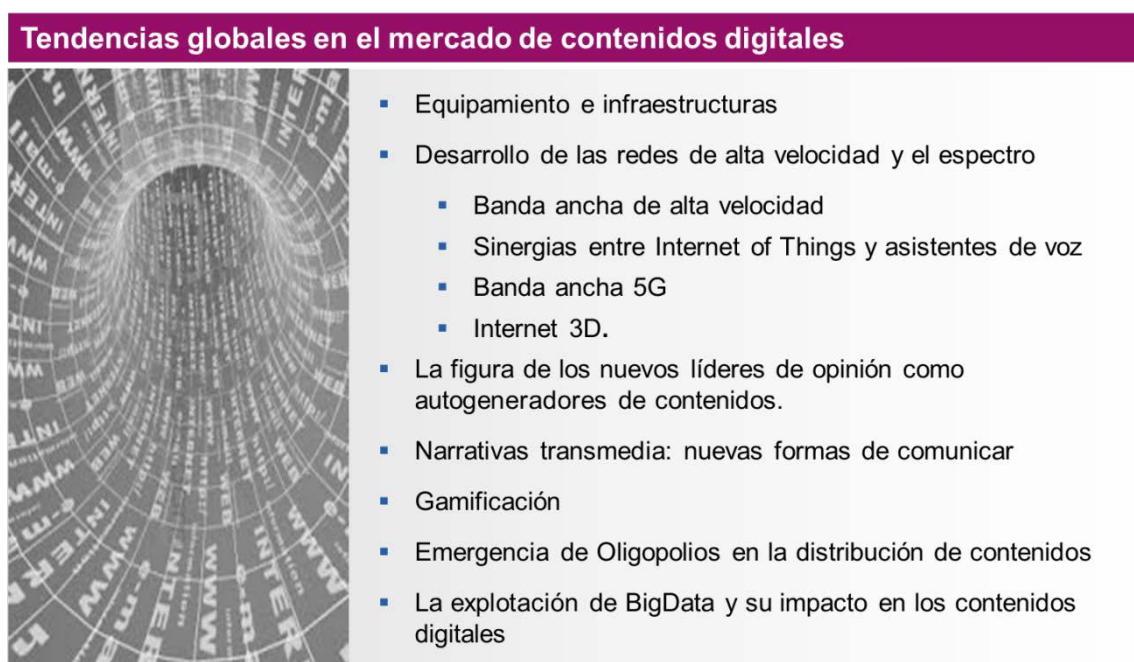 Tendencias globales en el mercado de contenidos digitales
Equipamiento e infraestructuras
Desarrollo de las redes de alta velocidad y el espectro
Banda ancha de alta velocidad
Sinergias entre Internet of Things y asistentes de voz
Banda ancha 5G
Internet 3D.
La figura de los nuevos líderes de opinión como
autogeneradores de contenidos.
Narrativas transmedia: nuevas formas de comunicar
Gamificación
Emergencia de Oligopolios en la distribución de contenidos
La explotación de BigData y su impacto en los contenidos
digitales